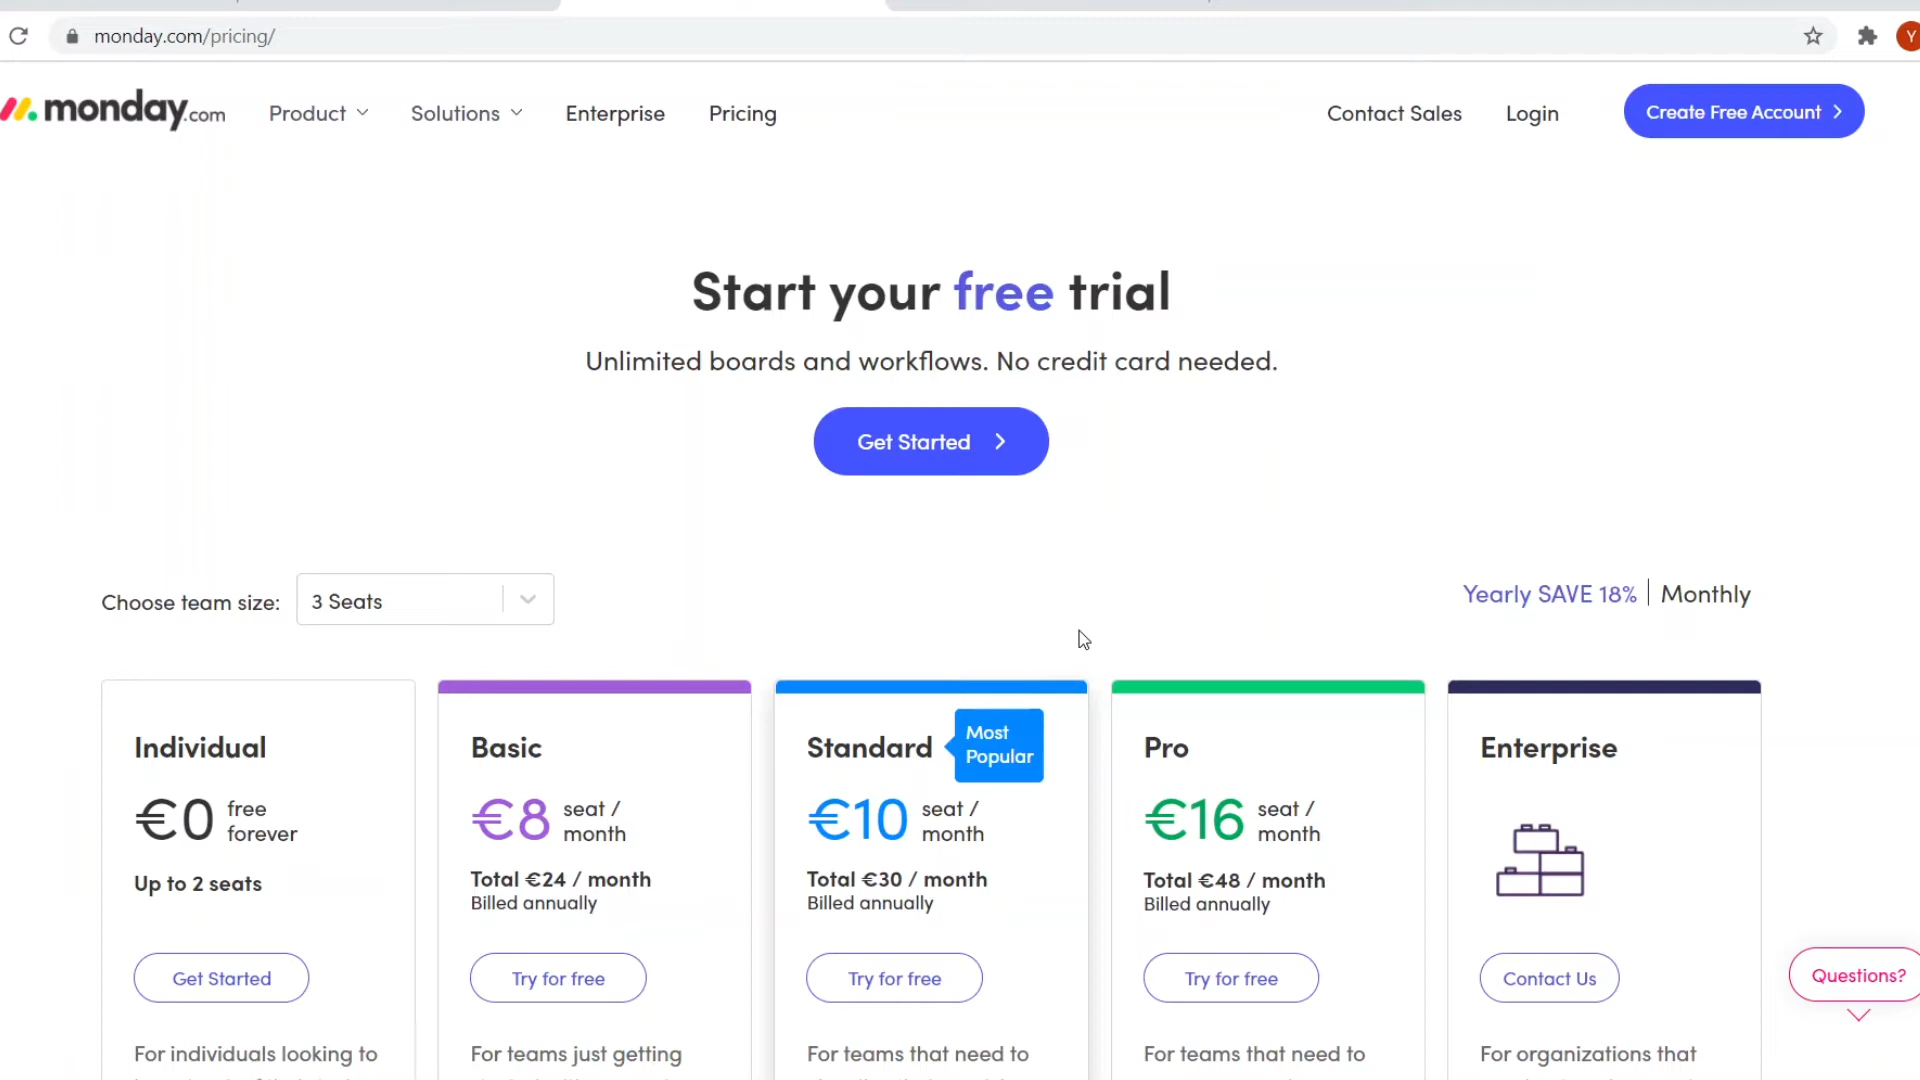 monday.com/pricing/
Y
monday.com
Product
Solutions
Enterprise
Pricing
Contact Sales
Login
Create Free Account
Start your free trial
Unlimited boards and workflows. No credit card needed.
Get Started
Choose team size:
3 Seats
Yearly SAVE 18%
Monthly
Individual
€0 free
forever
Up to 2 seats
Get Started
For individuals looking to
Basic
€8 seat /
month
Total €24 / month
Billed annually
Try for free
For teams just getting
Standard
Most
Popular
€10 seat /
month
Total €30 / month
Billed annually
Try for free
For teams that need to
Pro
€16 seat /
month
Total €48 / month
Billed annually
Try for free
For teams that need to
Enterprise
Contact Us
For organizations that
Questions?